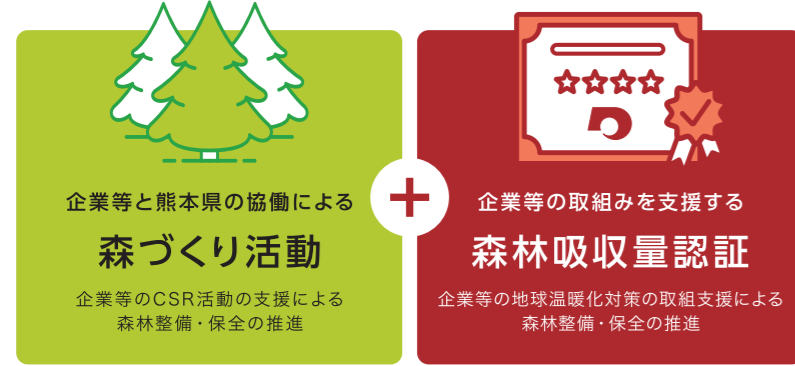 企業等と熊本県の協働による
森づくり活動
企業等のCSR活動の支援による
森林整備・保全の推進
+
企業等の取組みを支援する
森林吸収量認証
企業等の地球温暖化対策の取組支援による
森林整備・保全の推進